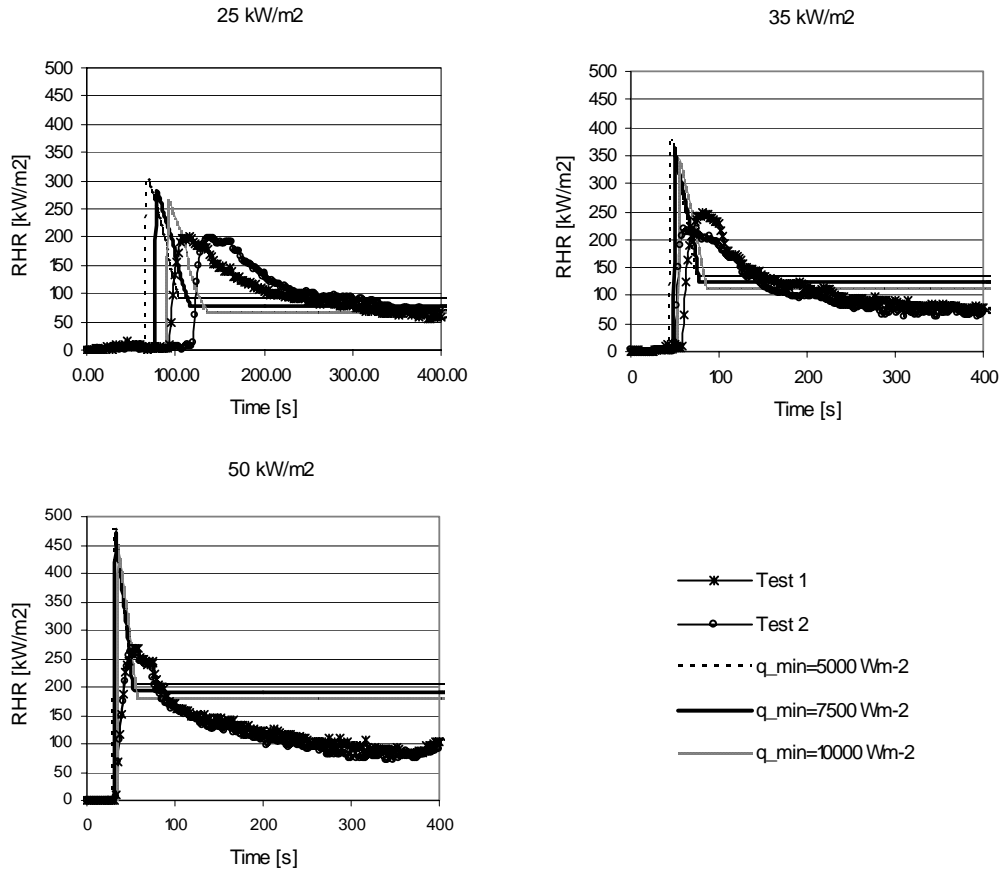 25 kW/m2
500
450
400
350
300
250
200
150
100
50
0
RHR [kW/m2]
0.00 100.00 200.00 300.00 400.00
Time [s]
35 kW/m2
500
450
400
350
300
250
200
150
100
50
0
RHR [kW/m2]
0 100 200 300 400
Time [s]
50 kW/m2
500
450
400
350
300
250
200
150
100
50
0
RHR [kW/m2]
0 100 200 300 400
Time [s]
Test 1
Test 2
q_min=5000 Wm-2
q_min=7500 Wm-2
q_min=10000 Wm-2